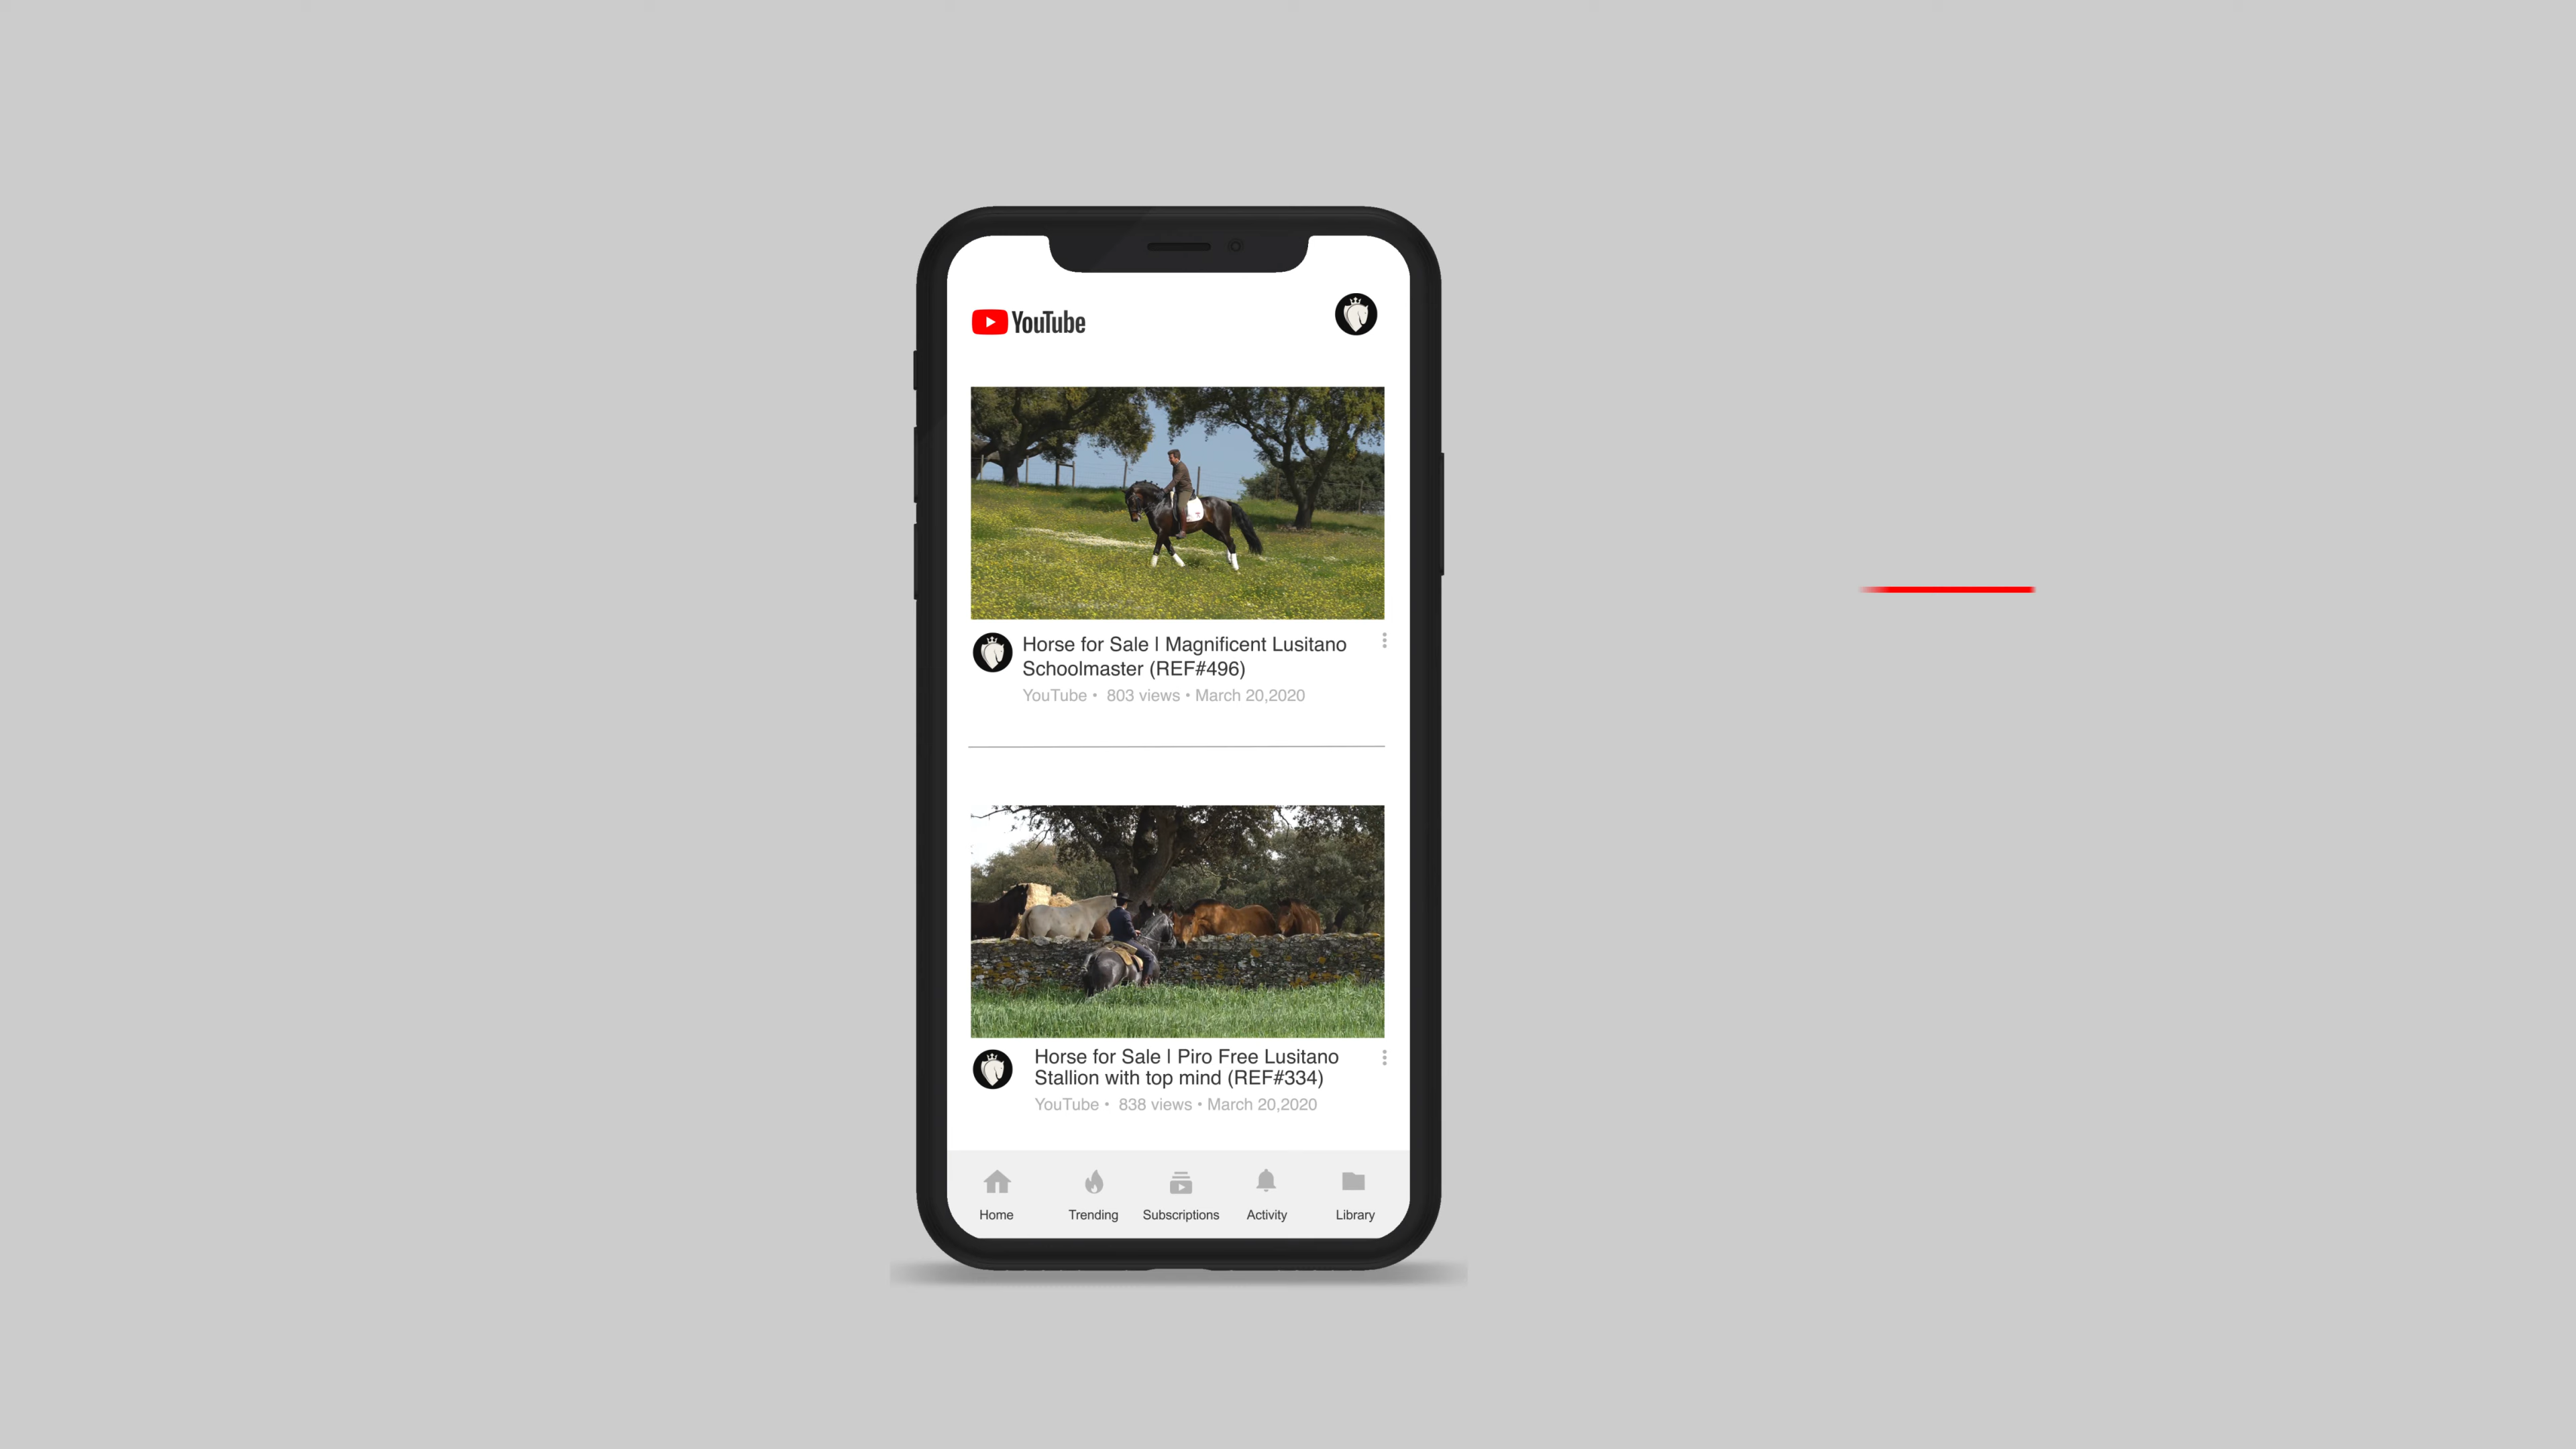 YouTube
Horse for Sale | Magnificent Lusitano
Schoolmaster (REF#496)
YouTube • 803 views • March 20,2020
Horse for Sale | Piro Free Lusitano
Stallion with top mind (REF#334)
YouTube • 838 views • March 20,2020
Home Trending Subscriptions Activity Library